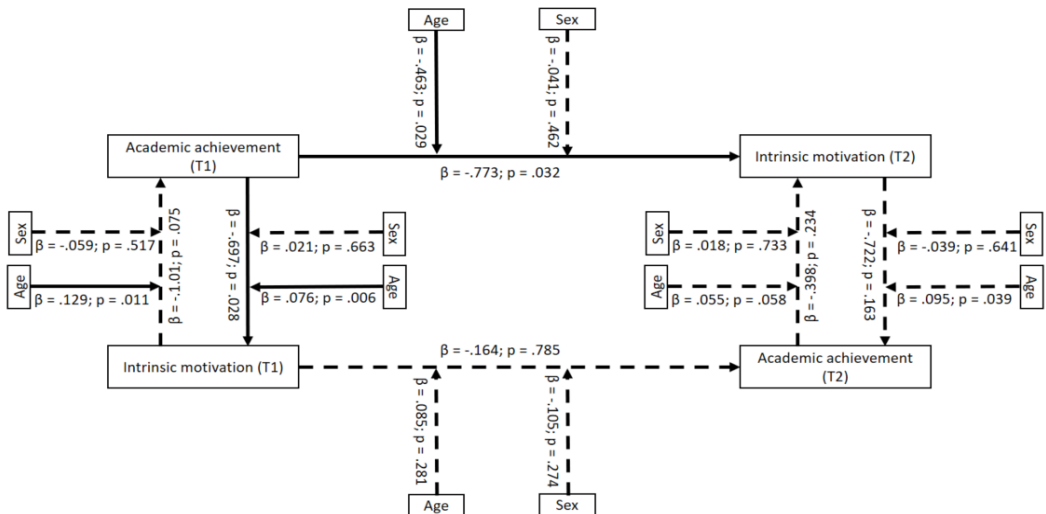 Age
Sex
β = -.463; p = .029
β = -.041; p = .462
Academic achievement
(T1)
Intrinsic motivation (T2)
β = -.773; p = .032
Sex
β = -.059; p = .517
Age
β = .129; p = .011
β = -1.01; p = .075
β = -.697; p = .028
β = .021; p = .663
Sex
β = .076; p = .006
Age
Sex
β = .018; p = .733
Age
β = .055; p = .058
β = -.398; p = .234
β = -.722; p = .163
β = -.039; p = .641
Sex
β = .095; p = .039
Age
Intrinsic motivation (T1)
β = -.164; p = .785
Academic achievement
(T2)
β = .085; p = .281
β = -.105; p = .274
Age
Sex